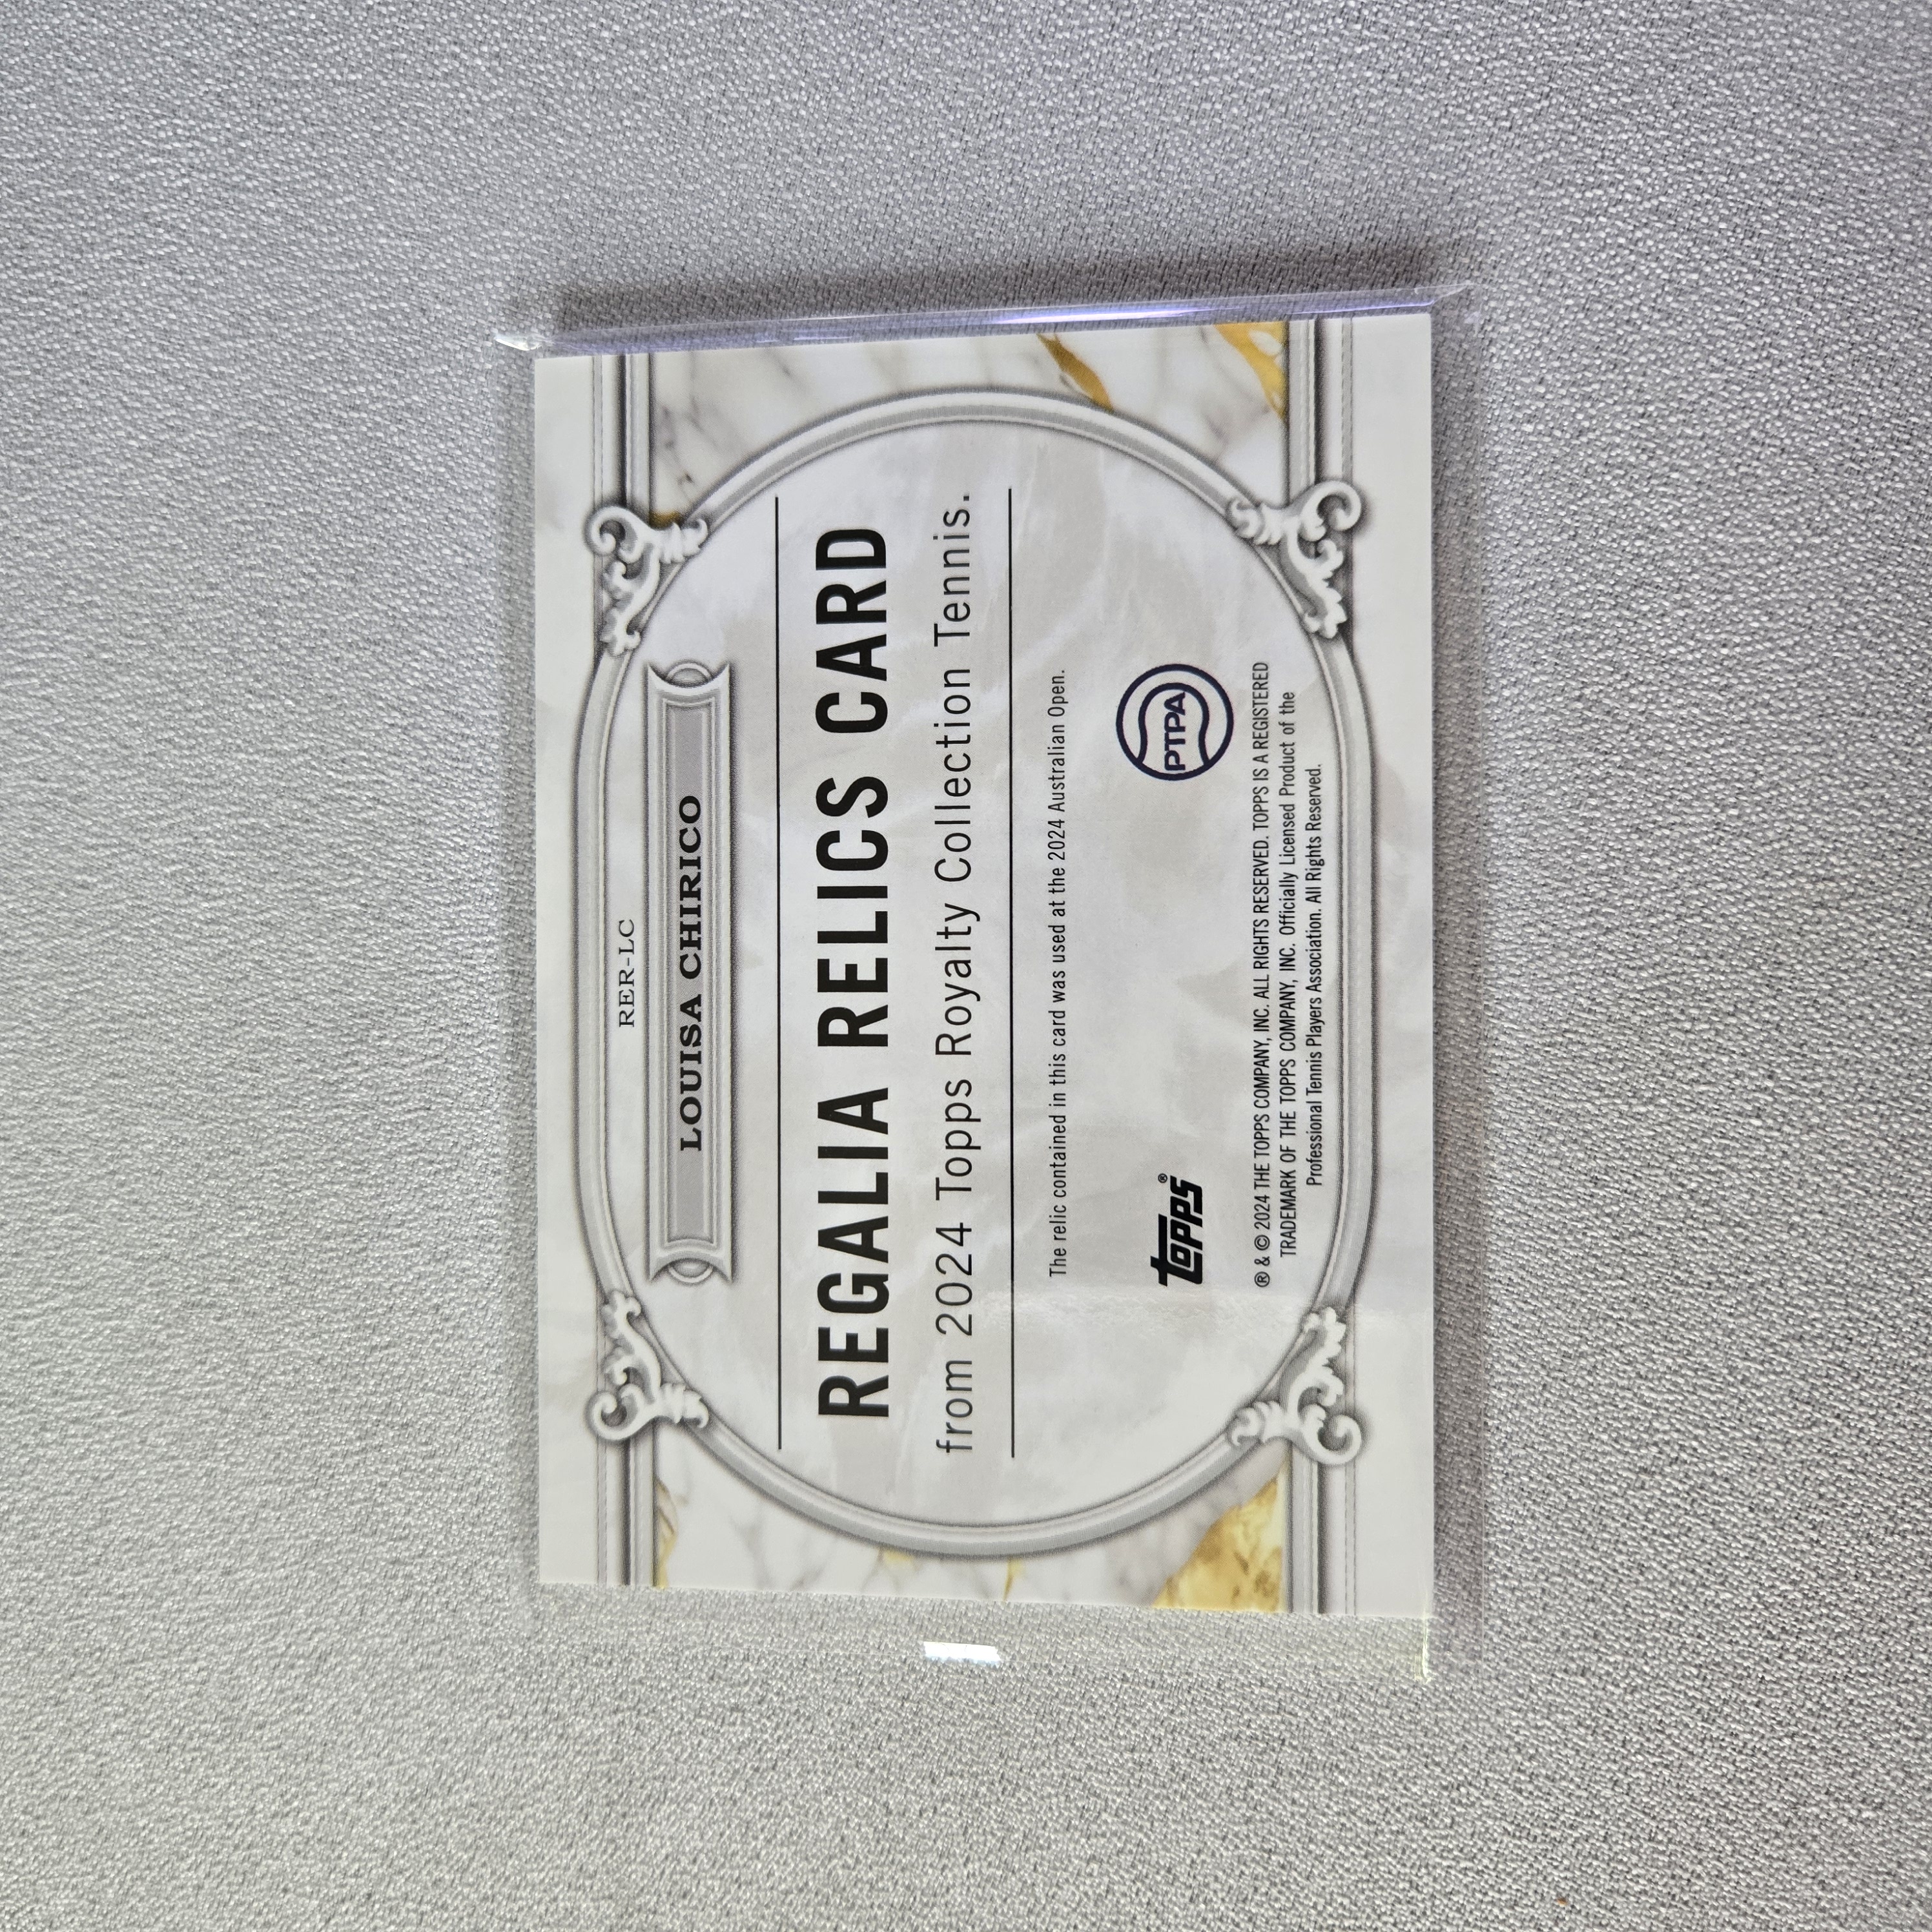 RER-LC
LOUISA CHIRICO
REGALIA RELICS CARD
from 2024 Topps Royalty Collection Tennis.
The relic contained in this card was used at the 2024 Australian Open.
topps®
PTPA
® & © 2024 THE TOPPS COMPANY, INC. ALL RIGHTS RESERVED. TOPPS IS A REGISTERED
TRADEMARK OF THE TOPPS COMPANY, INC. Officially Licensed Product of the
Professional Tennis Players Association. All Rights Reserved.